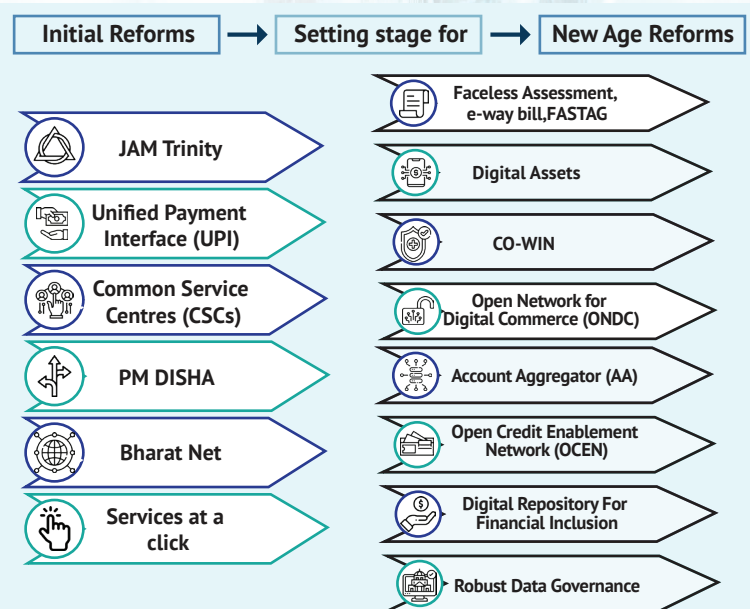 Initial Reforms
Setting stage for
New Age Reforms
JAM Trinity
Unified Payment
Interface (UPI)
Common Service
Centres (CSCs)
PM DISHA
Bharat Net
Services at a
click
Faceless Assessment,
e-way bill,FASTAG
Digital Assets
CO-WIN
Open Network for
Digital Commerce (ONDC)
Account Aggregator (AA)
Open Credit Enablement
Network (OCEN)
Digital Repository For
Financial Inclusion
Robust Data Governance